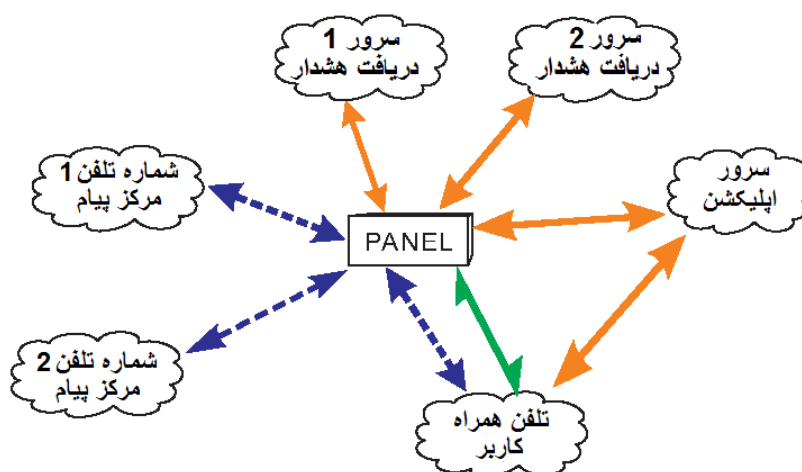 سرور 1
دریافت هشدار
سرور 2
دریافت هشدار
شماره تلفن 1
مرکز پیام
سرور
اپلیکشن
PANEL
شماره تلفن 2
مرکز پیام
تلفن همراه
کاربر